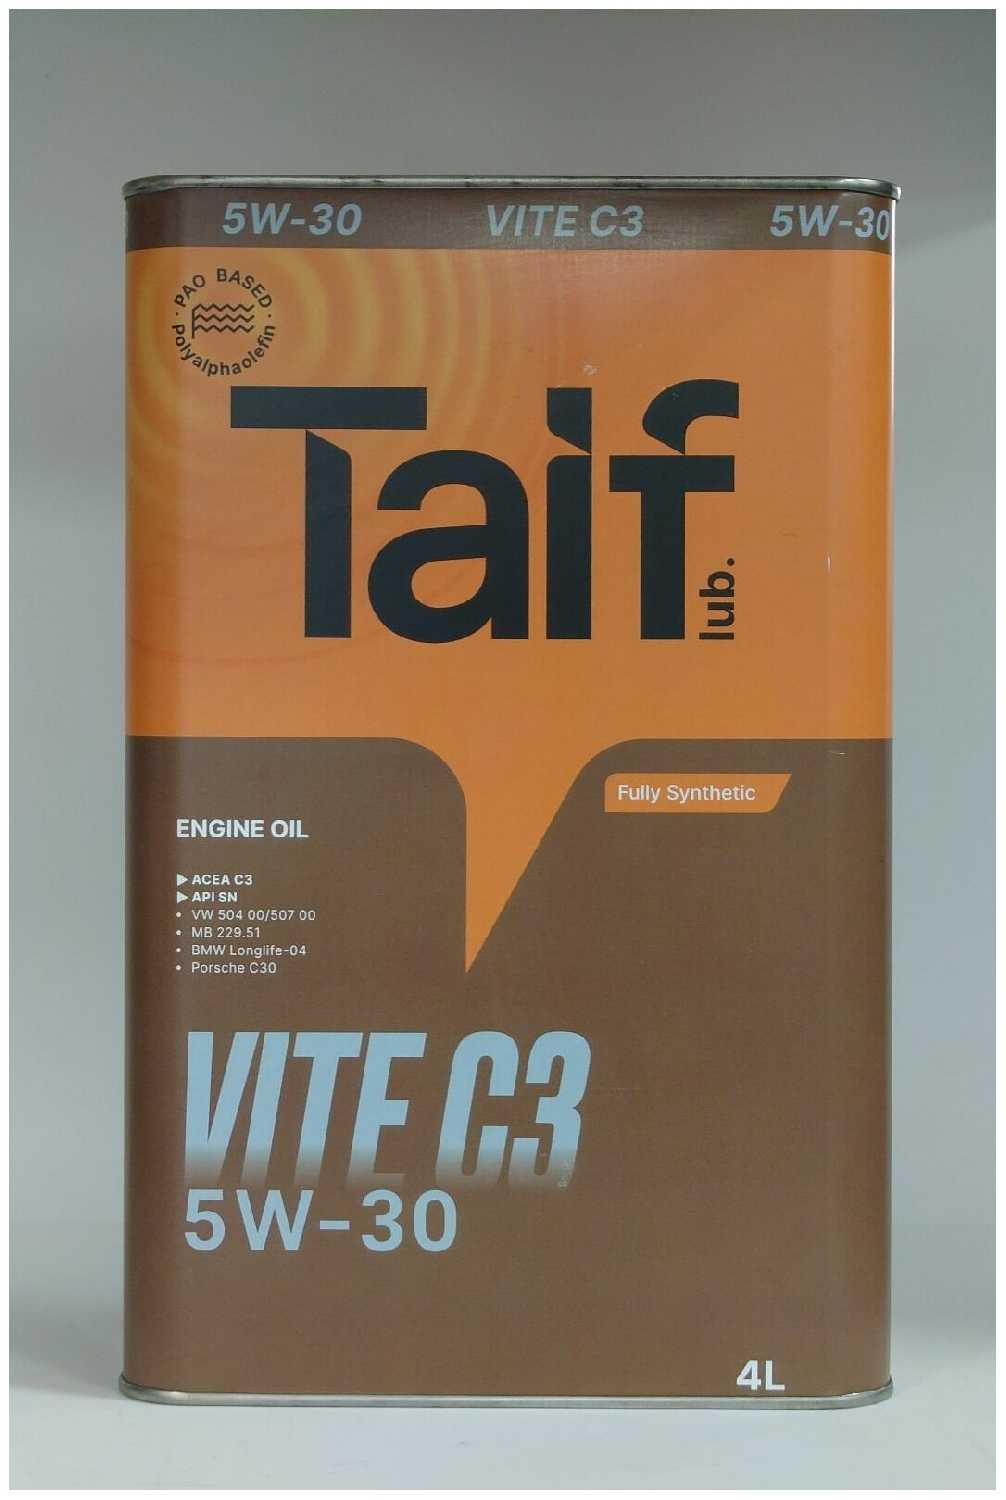 5W-30 VITE C3 5W-30
PAO BASED
Polyalphaolefin
Taif
lub.
Fully Synthetic
ENGINE OIL
ACEA C3
API SN
VW 504 00/507 00
MB 229.51
BMW Longlife-04
Porsche C30
VITE C3
5W-30
4L